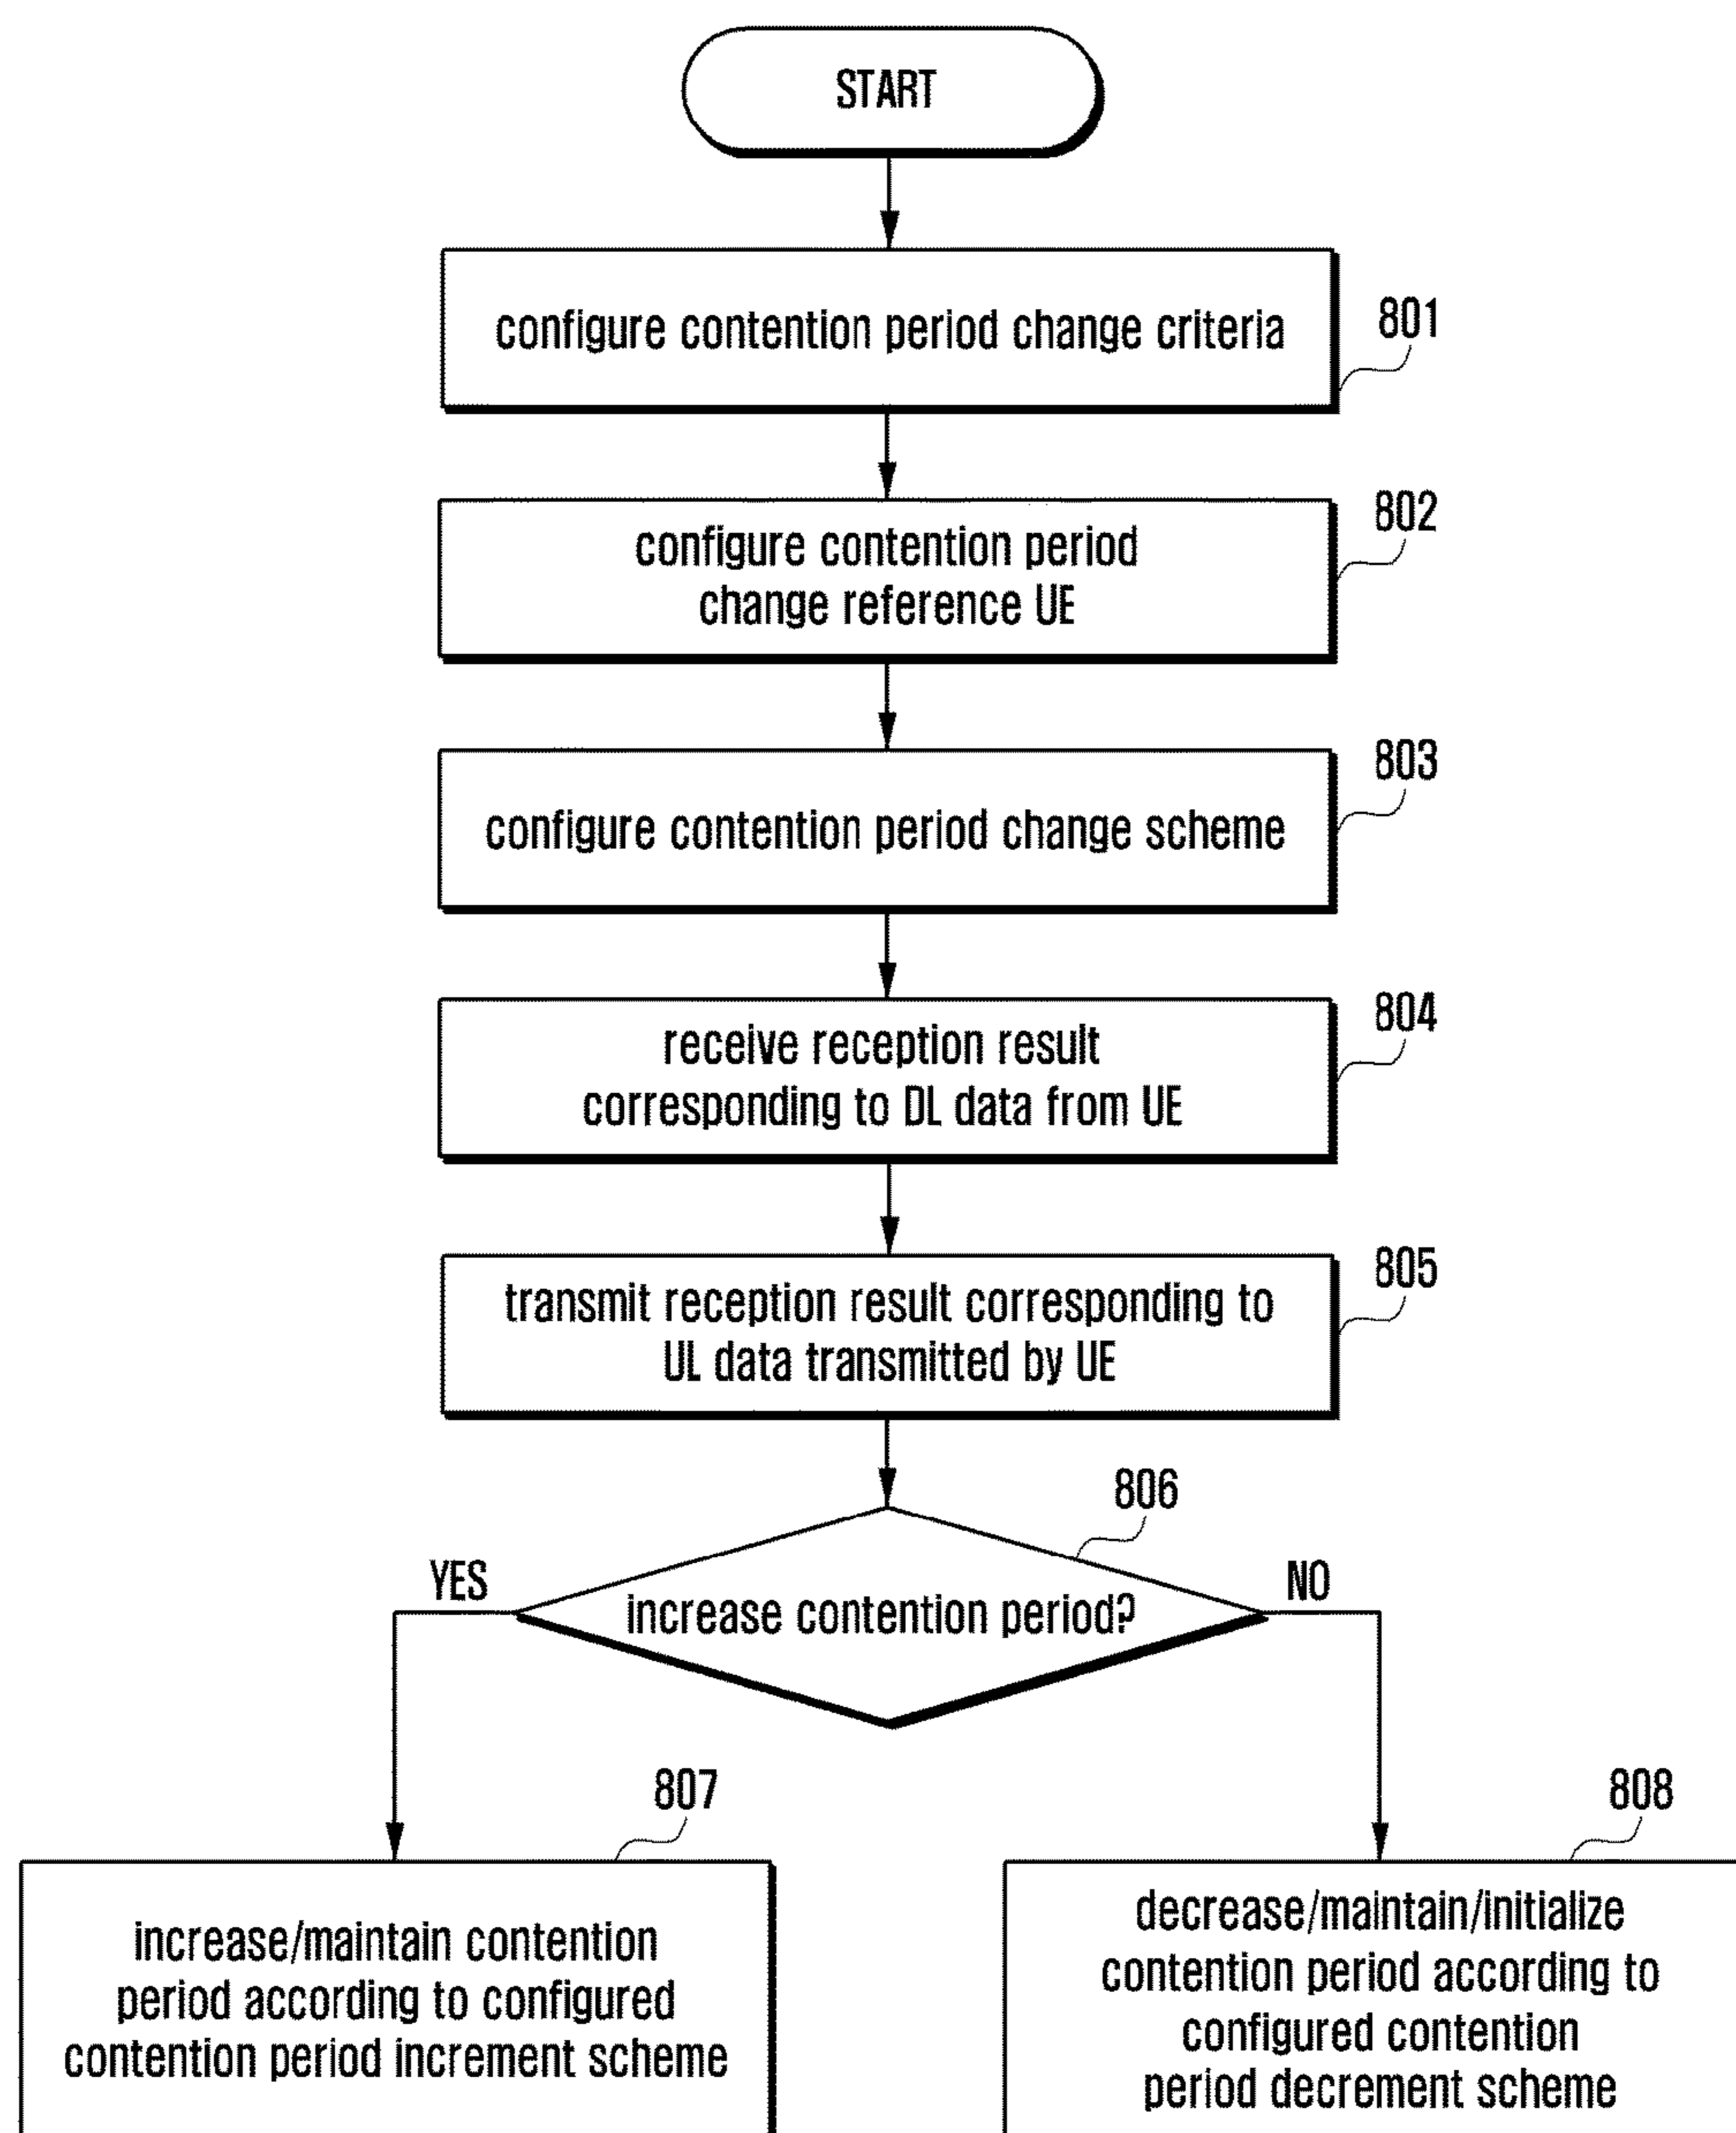 START
configure contention period change criteria
801
configure contention period
change reference UE
802
configure contention period change scheme
803
receive reception result
corresponding to DL data from UE
804
transmit reception result corresponding to
UL data transmitted by UE
805
806
increase contention period?
YES
NO
807
increase/maintain contention
period according to configured
contention period increment scheme
808
decrease/maintain/initialize
contention period according to
configured contention
period decrement scheme